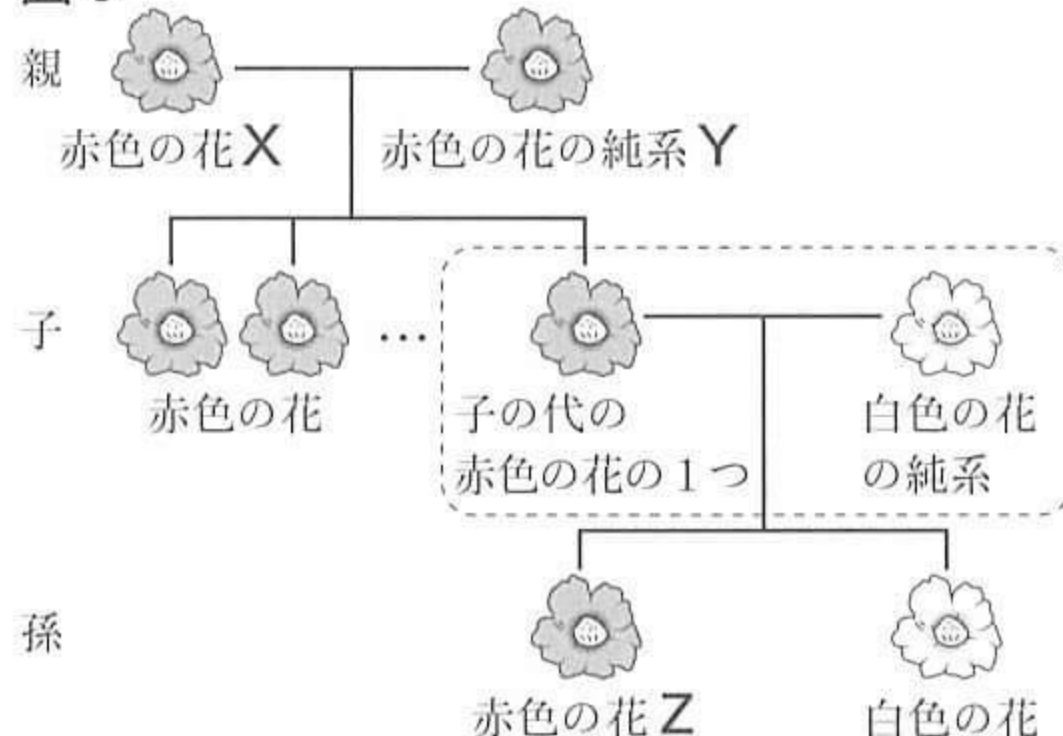 親
赤色の花X
赤色の花の純系Y
子
…
赤色の花
子の代の
赤色の花の1つ
白色の花
の純系
孫
赤色の花Z
白色の花